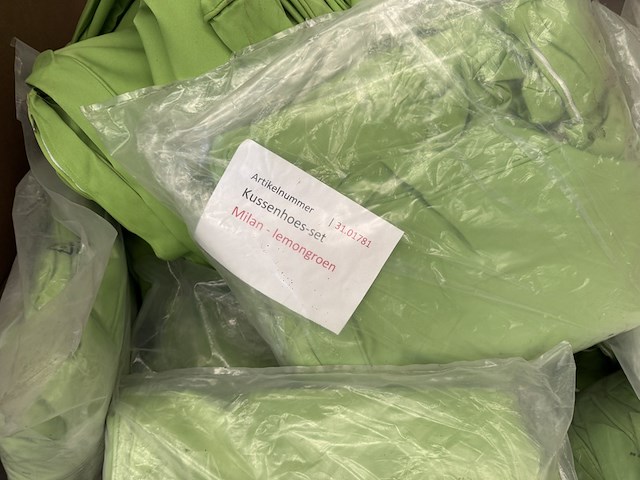 Artikelnummer | 31.01781
Kussenhoes-set
Milan - lemongroen